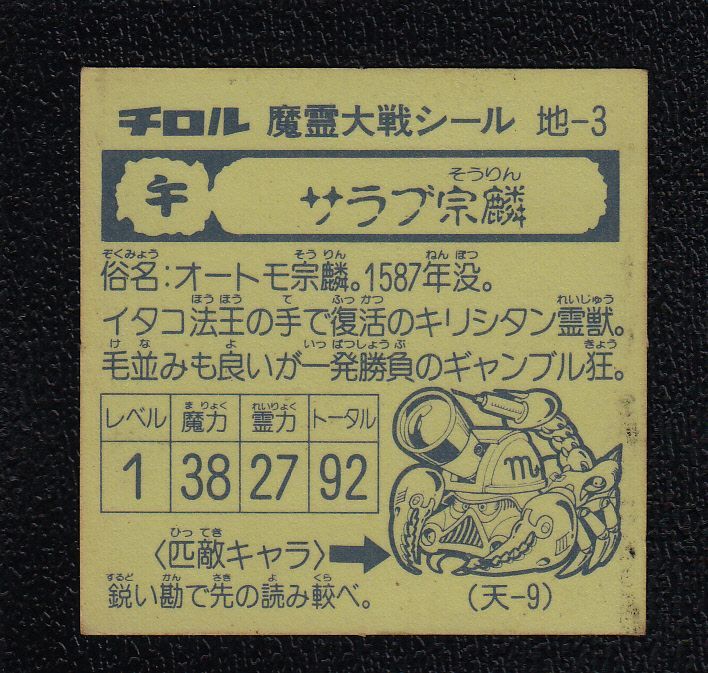 チロル 魔霊大戦シール 地-3
そうりん
午 サラブ宗麟
ぞくみょう そう りん ねん ぼつ
俗名：オートモ宗麟。1587年没。
ほう ほう て ふっ かつ れいじゅう
イタコ法王の手で復活のキリシタン霊獣。
け な よ いっ ぱつしょう ぶ きょう
毛並みも良いが一発勝負のギャンブル狂。
ま りょく れいりょく
レベル 魔力 霊力 トータル
1 38 27 92
ひっ てき
〈匹敵キャラ〉
するど かん さき よ くら
鋭い勘で先の読み較べ。
♏
(天-9)